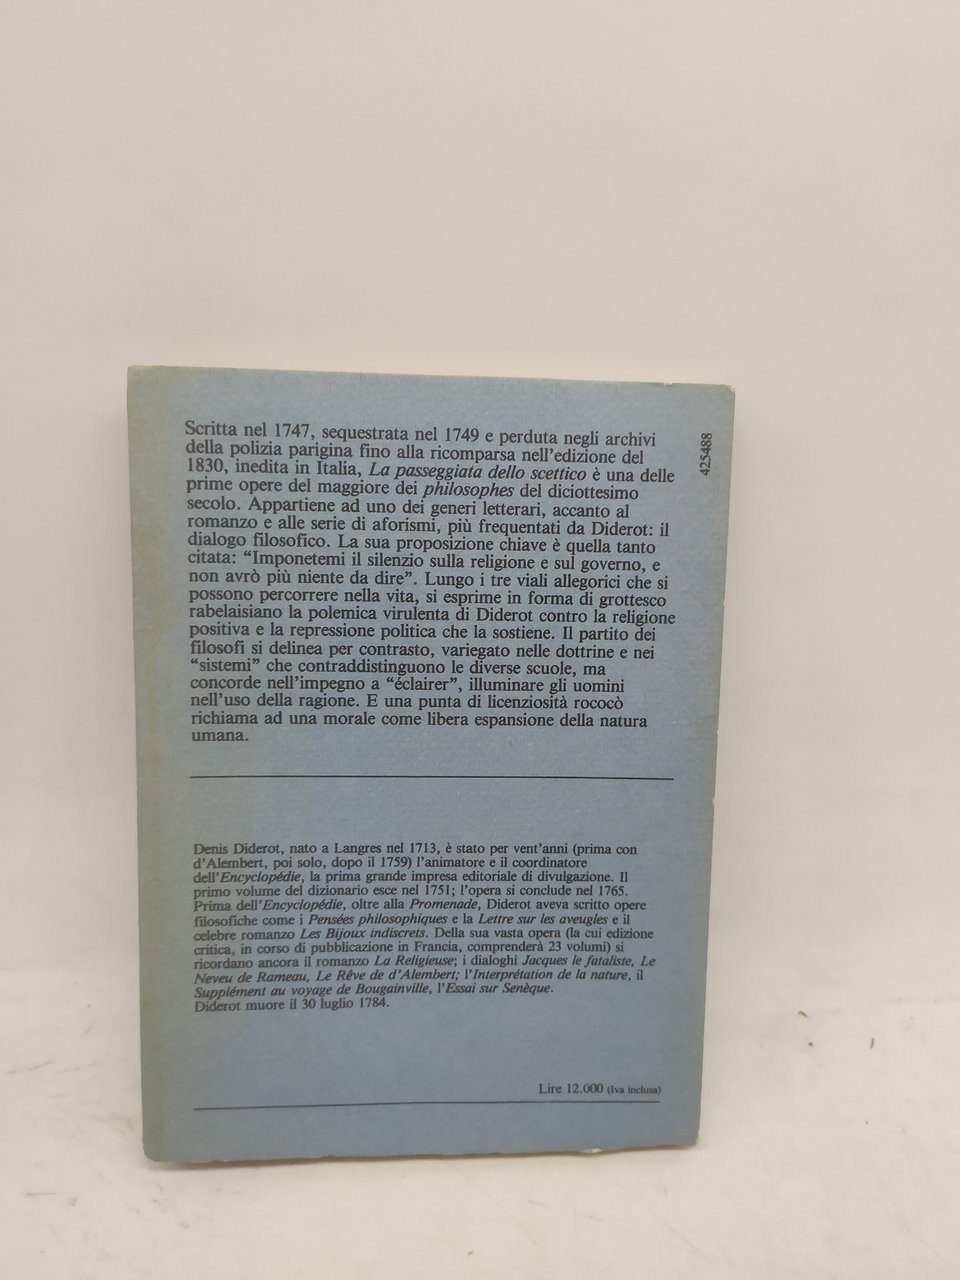 Scritta nel 1747, sequestrata nel 1749 e perduta negli archivi
della polizia parigina fino alla ricomparsa nell'edizione del
1830, inedita in Italia, La passeggiata dello scettico è una delle
prime opere del maggiore dei philosophes del diciottesimo
secolo. Appartiene ad uno dei generi letterari, accanto al
romanzo e alle serie di aforismi, più frequentati da Diderot: il
dialogo filosofico. La sua proposizione chiave è quella tanto
citata: “Imponetemi il silenzio sulla religione e sul governo, e
non avrò più niente da dire”. Lungo i tre viali allegorici che si
possono percorrere nella vita, si esprime in forma di grottesco
rabelaisiano la polemica virulenta di Diderot contro la religione
positiva e la repressione politica che la sostiene. Il partito dei
filosofi si delinea per contrasto, variegato nelle dottrine e nei
“sistemi” che contraddistinguono le diverse scuole, ma
concorde nell'impegno a “éclairer”, illuminare gli uomini
nell'uso della ragione. E una punta di licenziosità rococò
richiama ad una morale come libera espansione della natura
umana.
425488
Denis Diderot, nato a Langres nel 1713, è stato per vent'anni (prima con
d'Alembert, poi solo, dopo il 1759) l'animatore e il coordinatore
dell'Encyclopédie, la prima grande impresa editoriale di divulgazione. Il
primo volume del dizionario esce nel 1751; l'opera si conclude nel 1765.
Prima dell'Encyclopédie, oltre alla Promenade, Diderot aveva scritto opere
filosofiche come i Pensées philosophiques e la Lettre sur les aveugles e il
celebre romanzo Les Bijoux indiscrets. Della sua vasta opera (la cui edizione
critica, in corso di pubblicazione in Francia, comprenderà 23 volumi) si
ricordano ancora il romanzo La Religieuse; i dialoghi Jacques le fataliste, Le
Neveu de Rameau, Le Rêve de d'Alembert; l'Interprétation de la nature, il
Supplément au voyage de Bougainville, l'Essai sur Senèque.
Diderot muore il 30 luglio 1784.
Lire 12.000 (Iva inclusa)